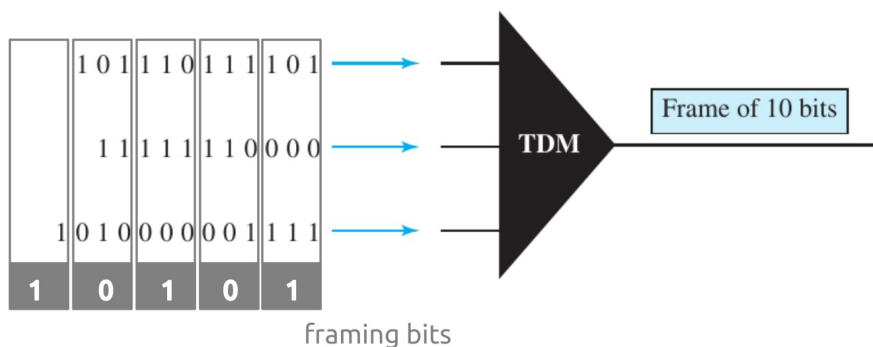 1 0 1 1 1 0 1 1 1 1 0 1
Frame of 10 bits
1 1 1 1 1 1 1 0 0 0 0
TDM
1 0 1 0 0 0 0 0 0 1 1 1 1
1 0 1 0 1
framing bits